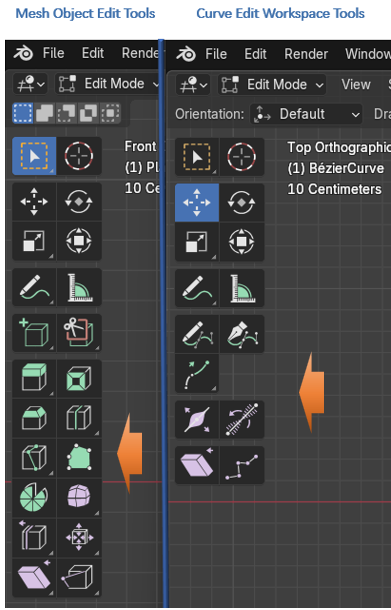 Mesh Object Edit Tools
Curve Edit Workspace Tools
File Edit Rende
File Edit Render Window
Edit Mode
Edit Mode View
Orientation: Default Dra
Front
(1) Pl
10 Ce
Top Orthographic
(1) BézierCurve
10 Centimeters